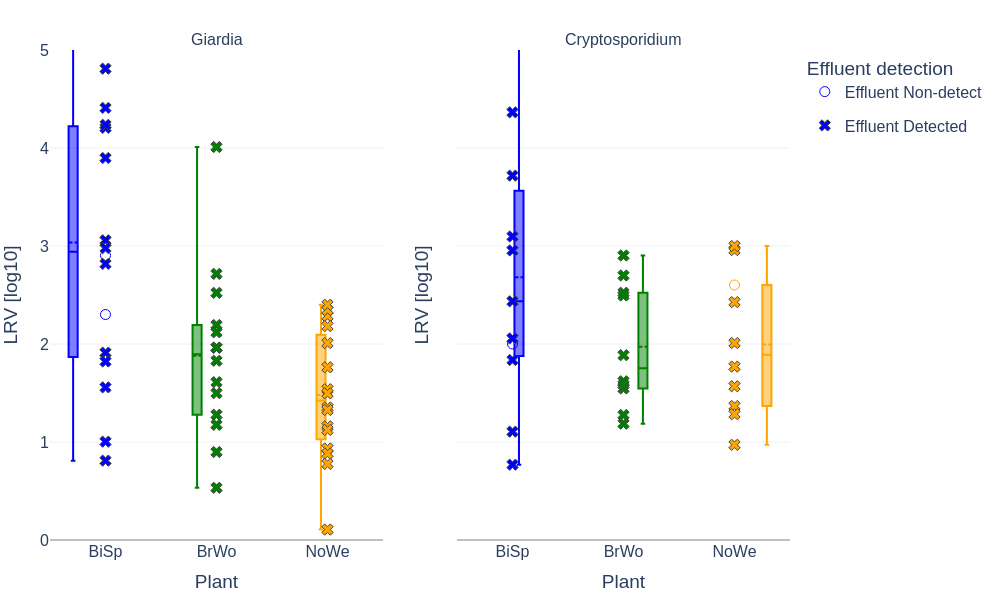 Giardia
Cryptosporidium
Effluent detection
Effluent Non-detect
Effluent Detected
LRV [log10]
5
4
3
2
1
0
BiSp
BrWo
NoWe
Plant
LRV [log10]
BiSp
BrWo
NoWe
Plant